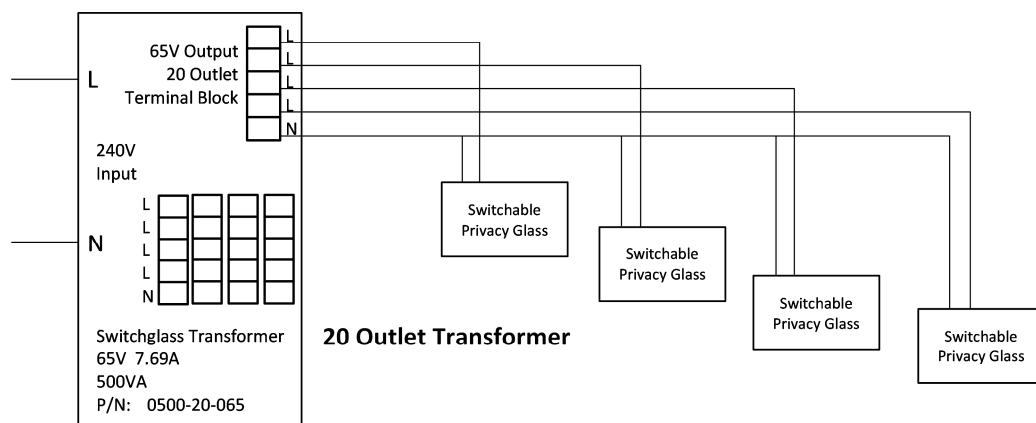 65V Output
20 Outlet
Terminal Block
L
L
L
L
N
L
240V
Input
N
L
L
L
L
N
Switchable
Privacy Glass
Switchable
Privacy Glass
Switchable
Privacy Glass
Switchable
Privacy Glass
20 Outlet Transformer
Switchglass Transformer
65V 7.69A
500VA
P/N: 0500-20-065